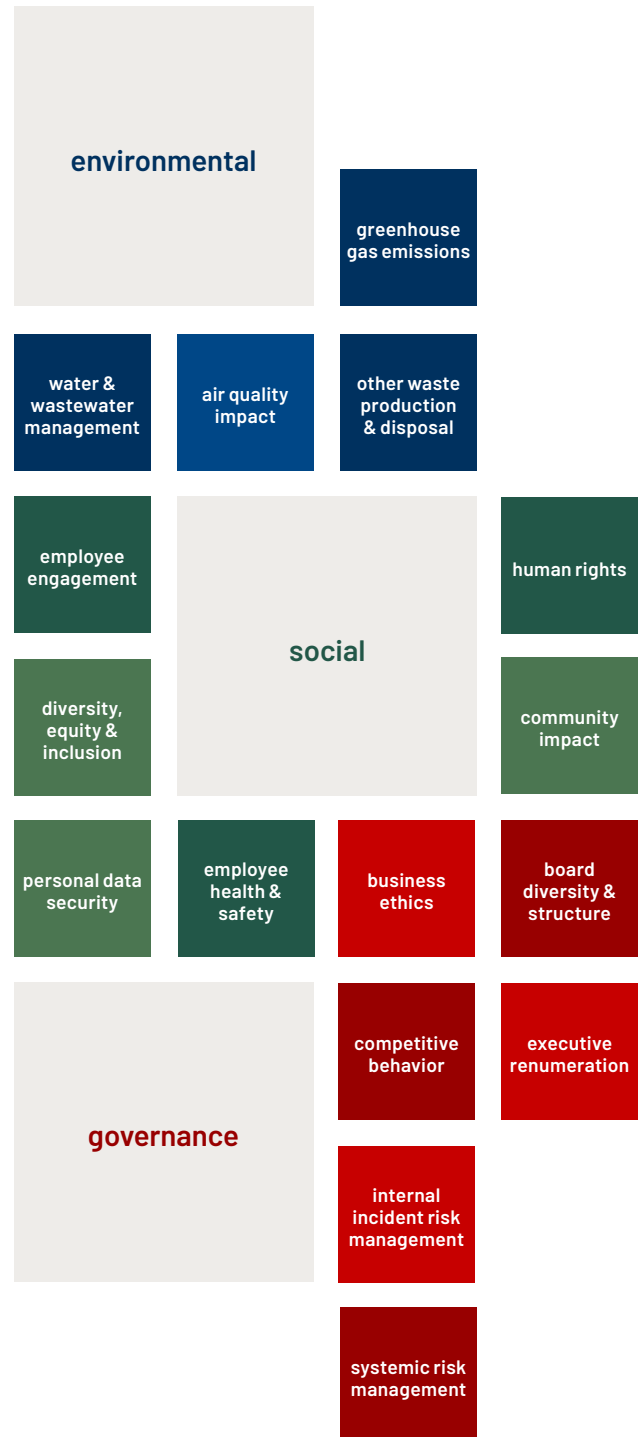 environmental
greenhouse
gas emissions
water &
wastewater
management
air quality
impact
other waste
production
& disposal
employee
engagement
social
human rights
diversity,
equity &
inclusion
community
impact
personal data
security
employee
health &
safety
business
ethics
board
diversity &
structure
governance
competitive
behavior
executive
renumeration
internal
incident risk
management
systemic risk
management